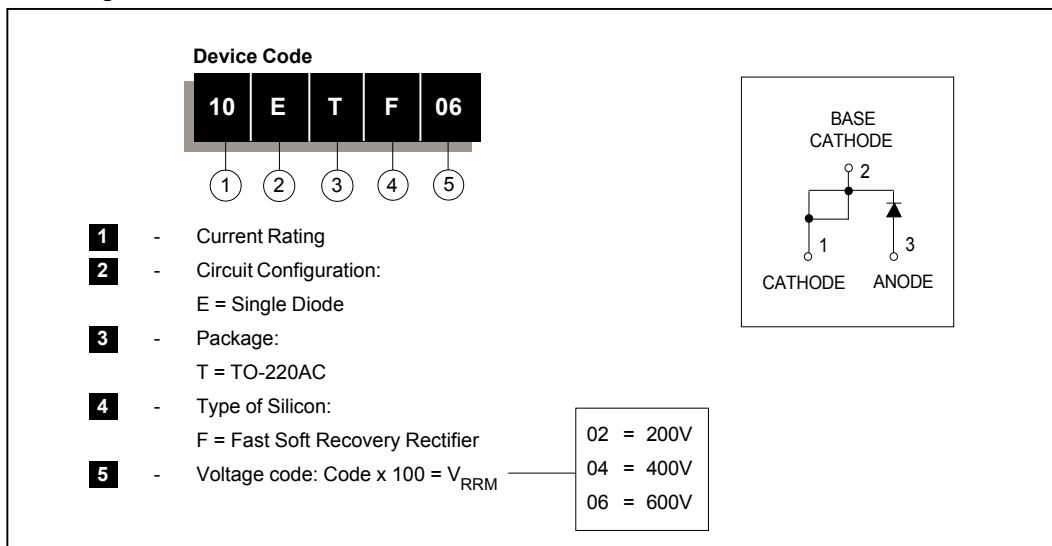 Device Code
10 E T F 06
1 2 3 4 5
1 - Current Rating
2 - Circuit Configuration:
E = Single Diode
3 - Package:
T = TO-220AC
4 - Type of Silicon:
F = Fast Soft Recovery Rectifier
5 - Voltage code: Code x 100 = VRRM
02 = 200V
04 = 400V
06 = 600V
BASE
CATHODE
2
1 3
CATHODE ANODE